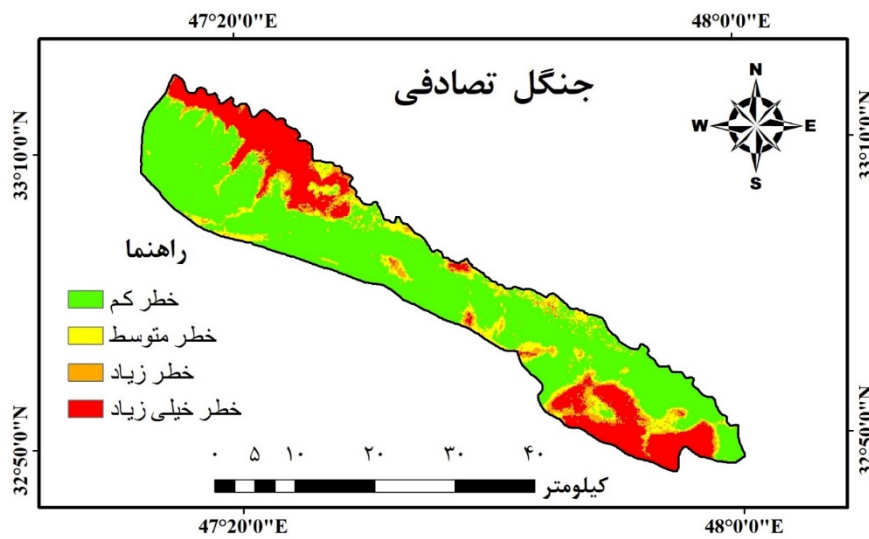 47°20'0"E 48°0'0"E
جنگل تصادفی
N
W E
S
33°10'0"N 33°10'0"N
راهنما
خطر کم
خطر متوسط
خطر زیاد
خطر خیلی زیاد
32°50'0"N 32°50'0"N
۰ ۵ ۱۰ ۲۰ ۳۰ ۴۰
کیلومتر
47°20'0"E 48°0'0"E